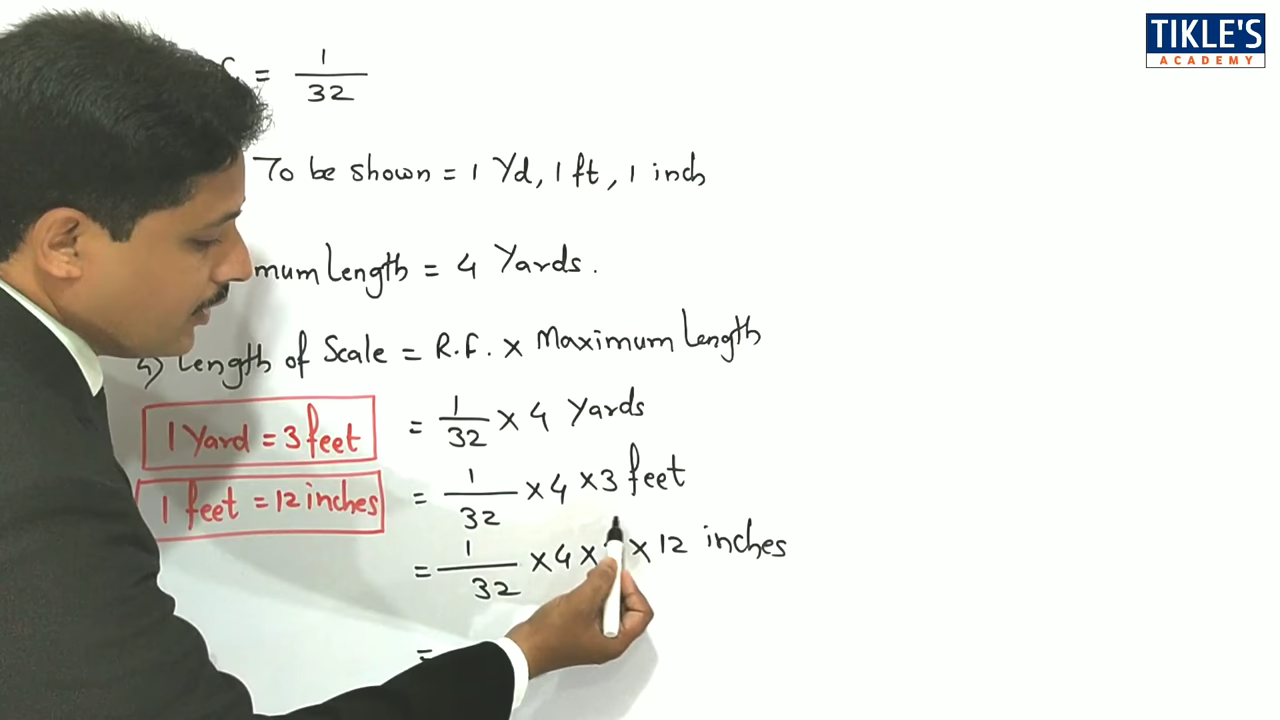 TIKLE'S
ACADEMY
= 1/32
To be shown = 1 Yd, 1 ft, 1 inch
mum Length = 4 Yards.
4) Length of Scale = R.F. × Maximum Length
1 Yard = 3 feet
= 1/32 × 4 Yards
1 feet = 12 inches
= 1/32 × 4 × 3 feet
= 1/32 × 4 × × 12 inches
=